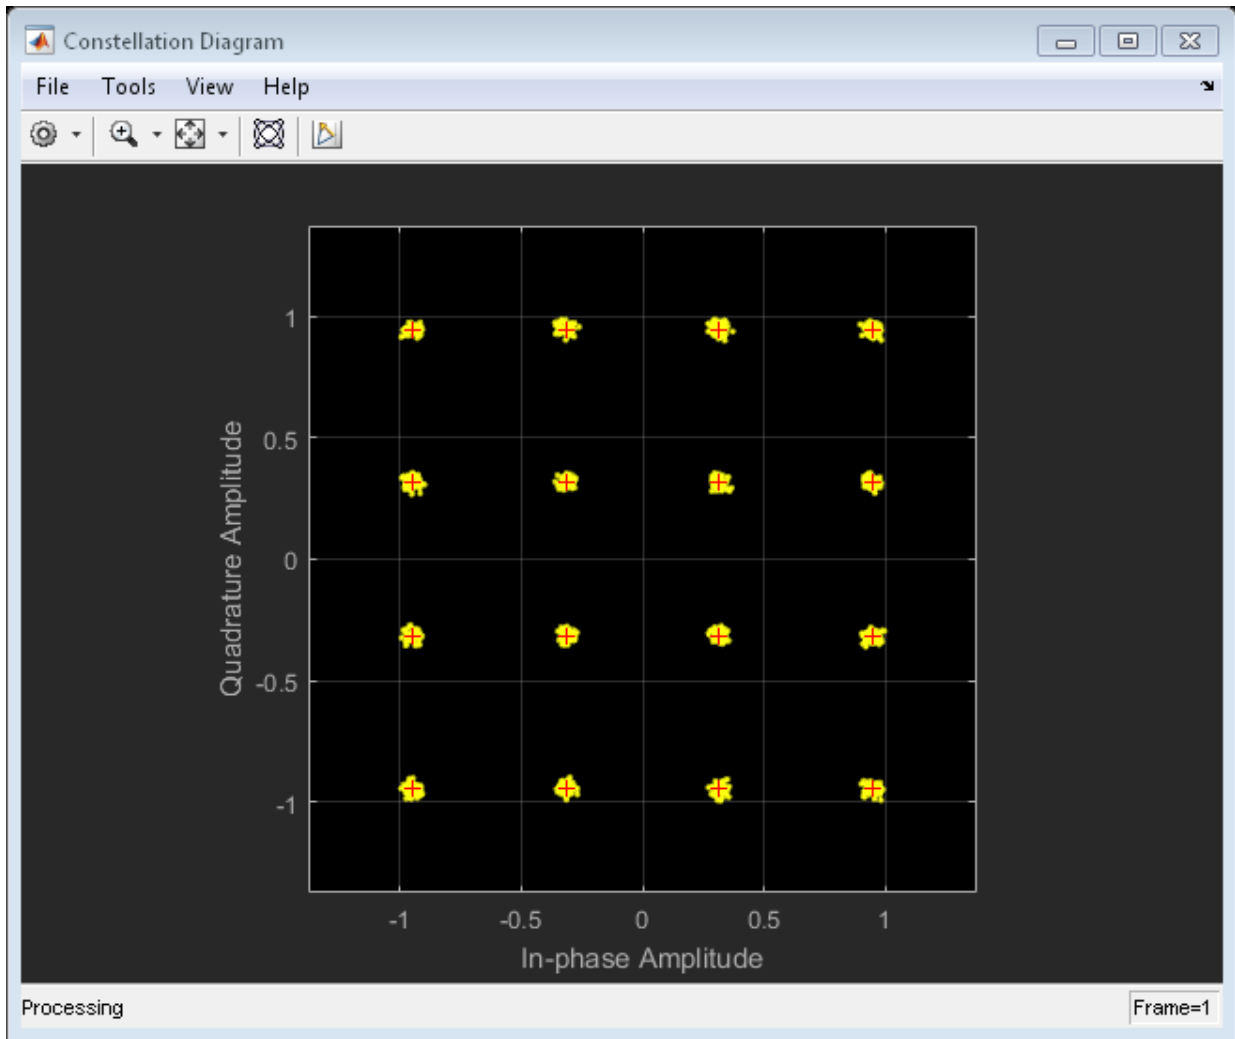 Constellation Diagram
File Tools View Help
1
0.5
0
-0.5
-1
Quadrature Amplitude
-1 -0.5 0 0.5 1
In-phase Amplitude
Processing Frame=1